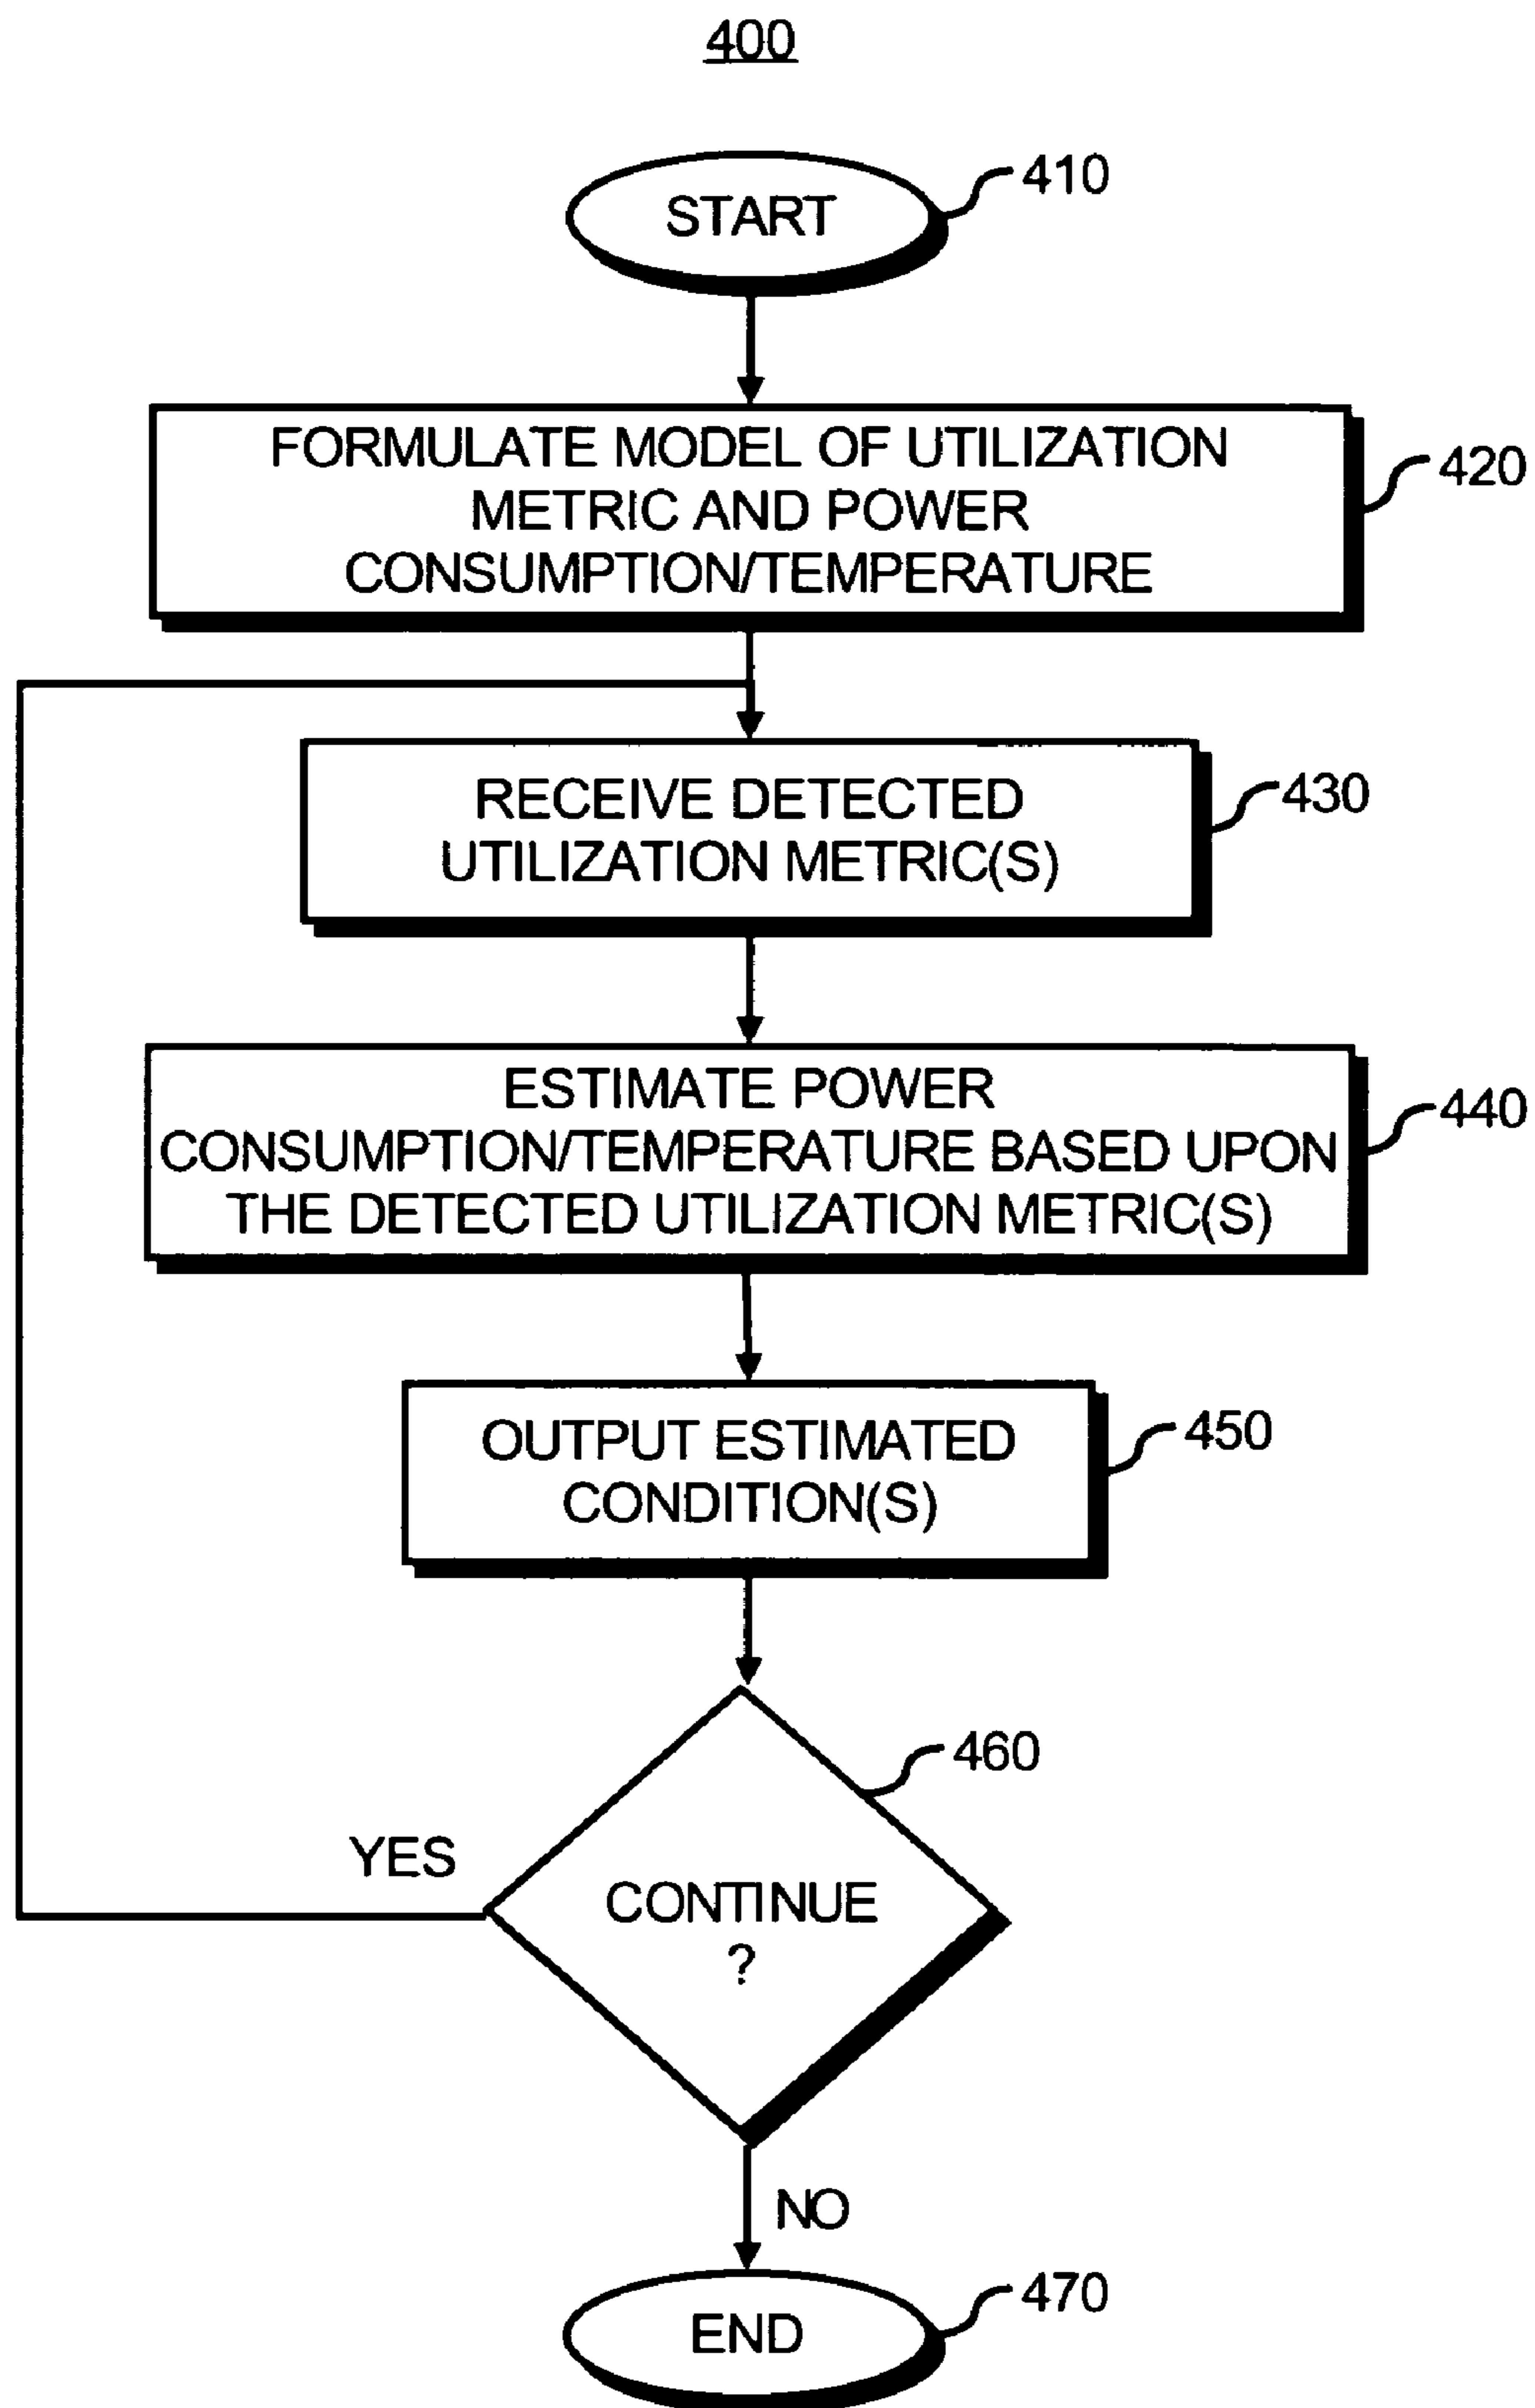 400
START
410
FORMULATE MODEL OF UTILIZATION
METRIC AND POWER
CONSUMPTION/TEMPERATURE
420
RECEIVE DETECTED
UTILIZATION METRIC(S)
430
ESTIMATE POWER
CONSUMPTION/TEMPERATURE BASED UPON
THE DETECTED UTILIZATION METRIC(S)
440
OUTPUT ESTIMATED
CONDITION(S)
450
460
YES
CONTINUE
?
NO
END
470